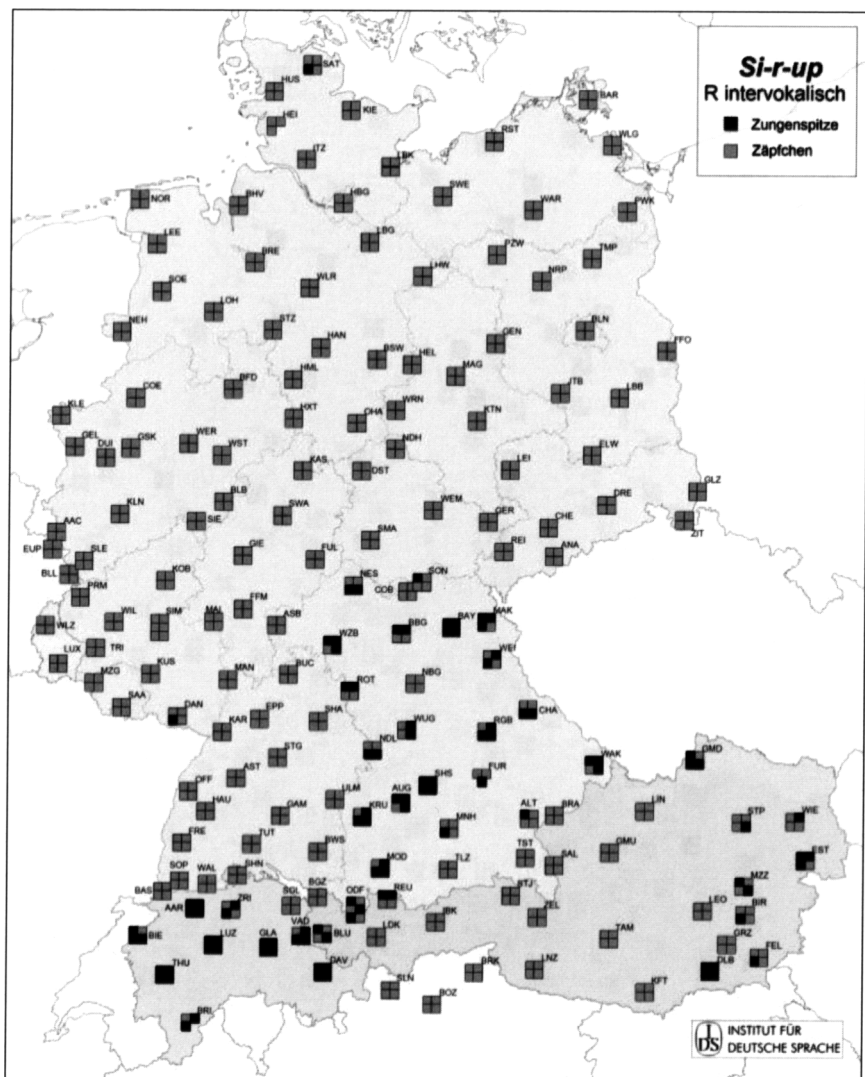 Si-r-up
R intervokalisch
Zungenspitze
Zäpfchen
SAT
HUS
BAR
KIE
HEI
RST
WLG
ITZ
LBK
NOR
BHV
HBG
SWE
WAR
PWK
LEE
LBG
BRE
PZW
TMP
LHW
NRP
SOE
WLR
LOH
NEH
STZ
GEN
BLN
HAN
FFO
BSW
HEL
MAG
HML
BFD
COE
JTB
LBB
KLE
WRN
HXT
OHA
KTN
GEL
DUI
GSK
WER
WST
NDH
ELW
KAS
DST
LEI
GLZ
BLB
KLN
SWA
WEM
DRE
SIE
GER
CHE
ZIT
AAC
EUP
SMA
REI
ANA
SLE
GIE
FUL
BLL
KOB
NES
SON
COB
PRM
FFM
WIL
SIM
MAI
ASB
BBG
BAY
MAK
WLZ
WZB
TRI
WEI
LUX
MZG
KUS
MAN
BUC
ROT
NBG
SAA
DAN
EPP
SHA
CHA
KAR
WUG
RGB
NDL
STG
WAK
GMD
AST
FUR
SHS
OFF
ULM
AUG
HAU
GAM
KRU
MNH
ALT
BRA
LIN
STP
WIE
FRE
TUT
BWS
TST
GMU
EST
SAL
MOD
TLZ
SOP
WAL
SHN
MZZ
BAS
SGL
BGZ
ODF
REU
STJ
AAR
ZRI
LEO
BIR
IBK
ZEL
BIE
LUZ
GLA
VAD
BLU
LDK
TAM
GRZ
FEL
THU
DAV
BRK
LNZ
DLB
SLN
BOZ
KFT
BRI
IDS
INSTITUT FÜR
DEUTSCHE SPRACHE